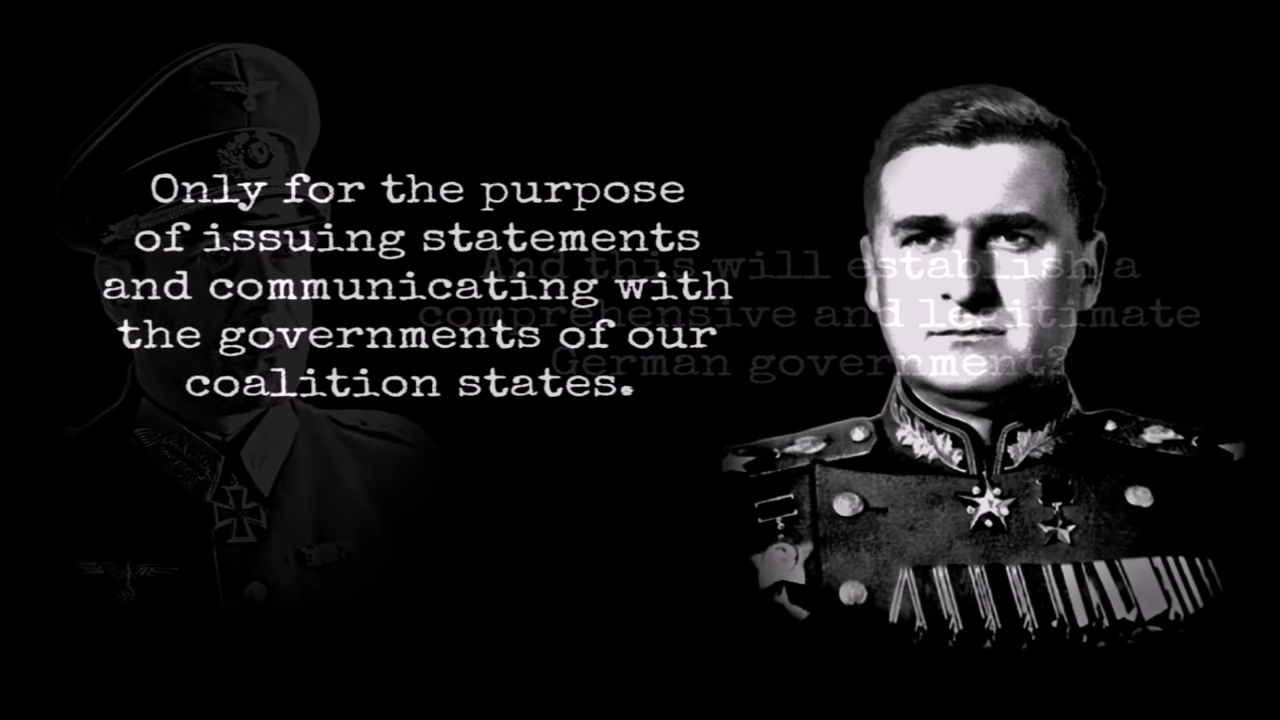 Only for the purpose
of issuing statements
and communicating with
the governments of our
coalition states.
And this will establish a
comprehensive and legitimate
German government?